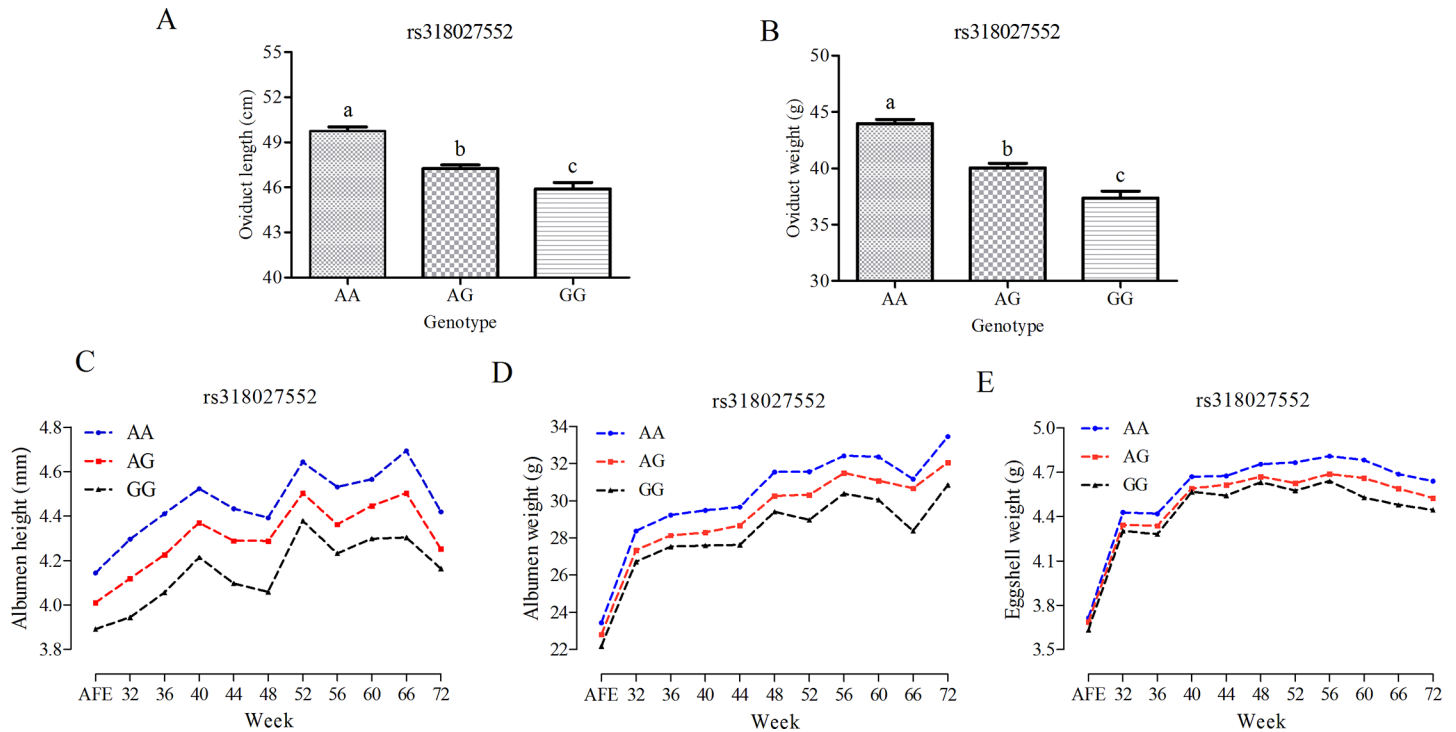 A
rs318027552
Oviduct length (cm)
55
52
49
46
43
40
a
b
c
AA
AG
GG
Genotype
B
rs318027552
Oviduct weight (g)
50
45
40
35
30
a
b
c
AA
AG
GG
Genotype
C
rs318027552
Albumen height (mm)
4.8
4.6
4.4
4.2
4.0
3.8
AA
AG
GG
AFE 32 36 40 44 48 52 56 60 66 72
Week
D
rs318027552
Albumen weight (g)
34
32
30
28
26
24
22
AA
AG
GG
AFE 32 36 40 44 48 52 56 60 66 72
Week
E
rs318027552
Eggshell weight (g)
5.0
4.7
4.4
4.1
3.8
3.5
AA
AG
GG
AFE 32 36 40 44 48 52 56 60 66 72
Week